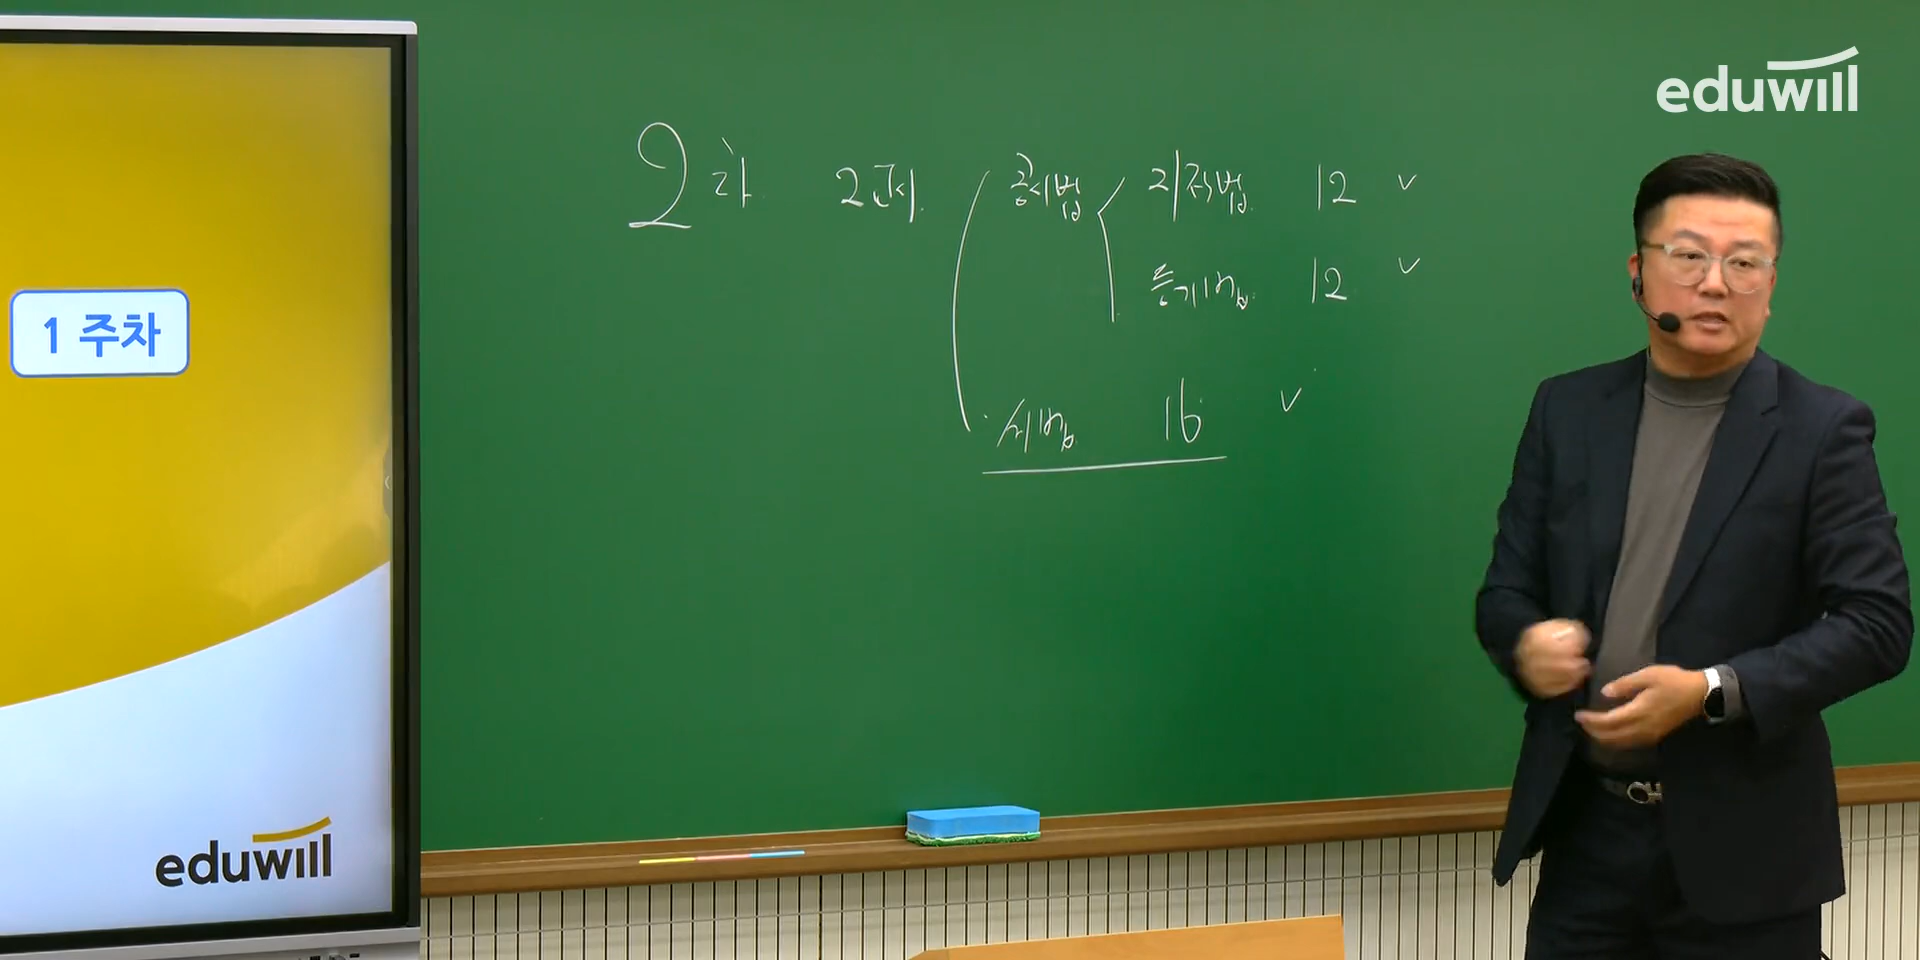 eduwill
1 주차
2차 2교시 공시법 지적법 12 ✓
등기법 12 ✓
세법 16 ✓
eduwill